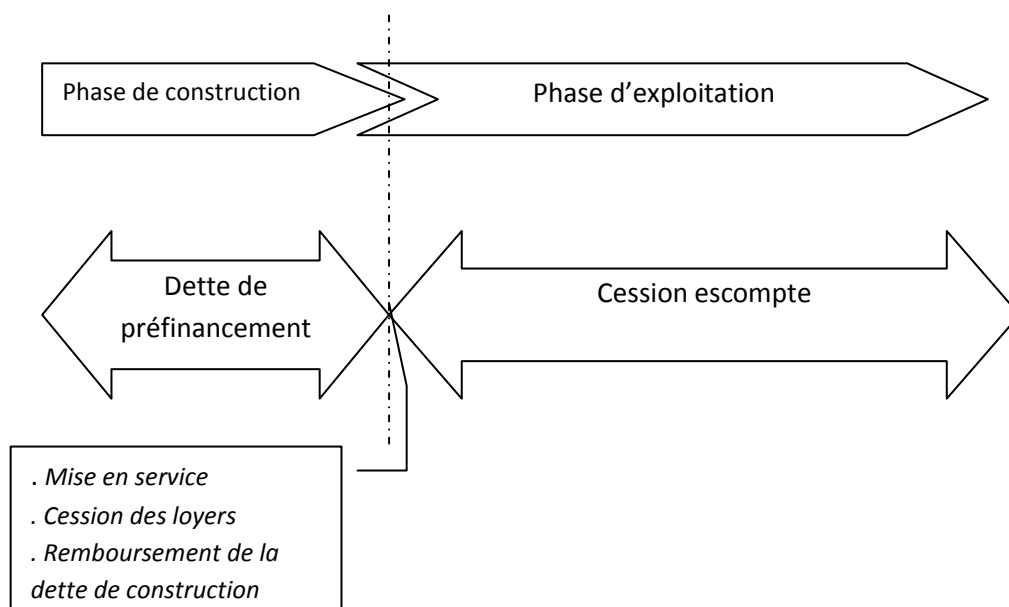 Phase de construction
Phase d’exploitation
Dette de
préfinancement
Cession escompte
. Mise en service
. Cession des loyers
. Remboursement de la
dette de construction